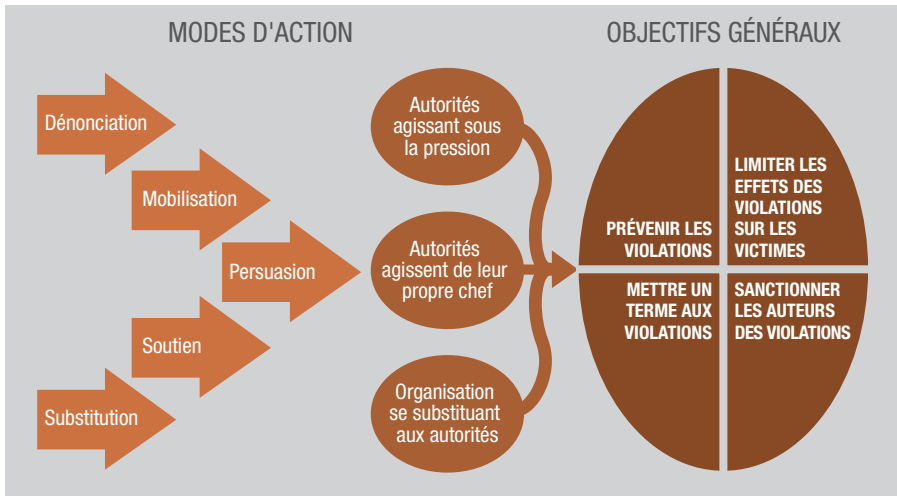 MODES D'ACTION
OBJECTIFS GÉNÉRAUX
Dénonciation
Mobilisation
Persuasion
Soutien
Substitution
Autorités
agissant sous
la pression
Autorités
agissent de leur
propre chef
Organisation
se substituant
aux autorités
PRÉVENIR LES
VIOLATIONS
LIMITER LES
EFFETS DES
VIOLATIONS
SUR LES
VICTIMES
METTRE UN
TERME AUX
VIOLATIONS
SANCTIONNER
LES AUTEURS
DES VIOLATIONS